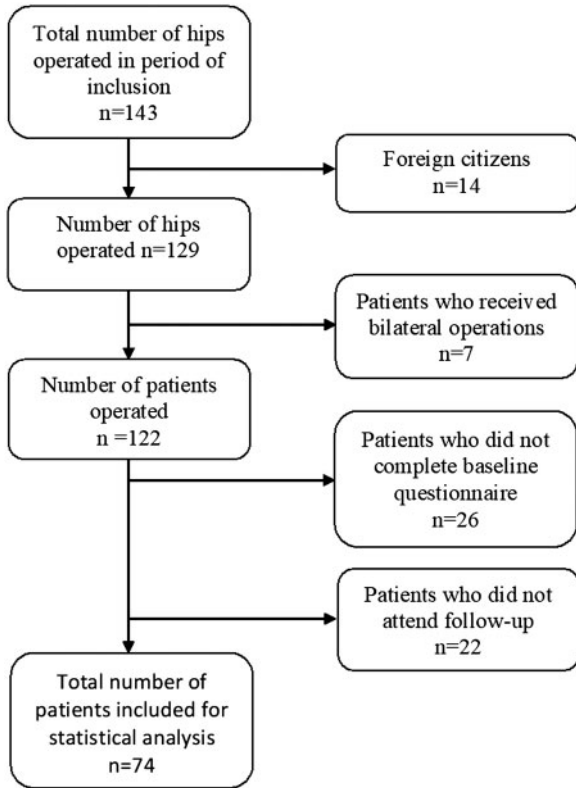 Total number of hips
operated in period of
inclusion
n=143
Foreign citizens
n=14
Number of hips
operated n=129
Patients who received
bilateral operations
n=7
Number of patients
operated
n =122
Patients who did not
complete baseline
questionnaire
n=26
Patients who did not
attend follow-up
n=22
Total number of
patients included for
statistical analysis
n=74